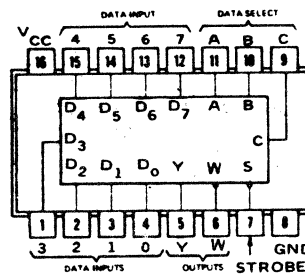 DATA INPUT DATA SELECT
VCC 4 5 6 7 A B C
16 15 14 13 12 11 10 9
D4 D5 D6 D7 A B
D3 C
D2 D1 D0 Y W S
1 2 3 4 5 6 7 8
3 2 1 0 Y W GND
DATA INPUTS OUTPUTS STROBE